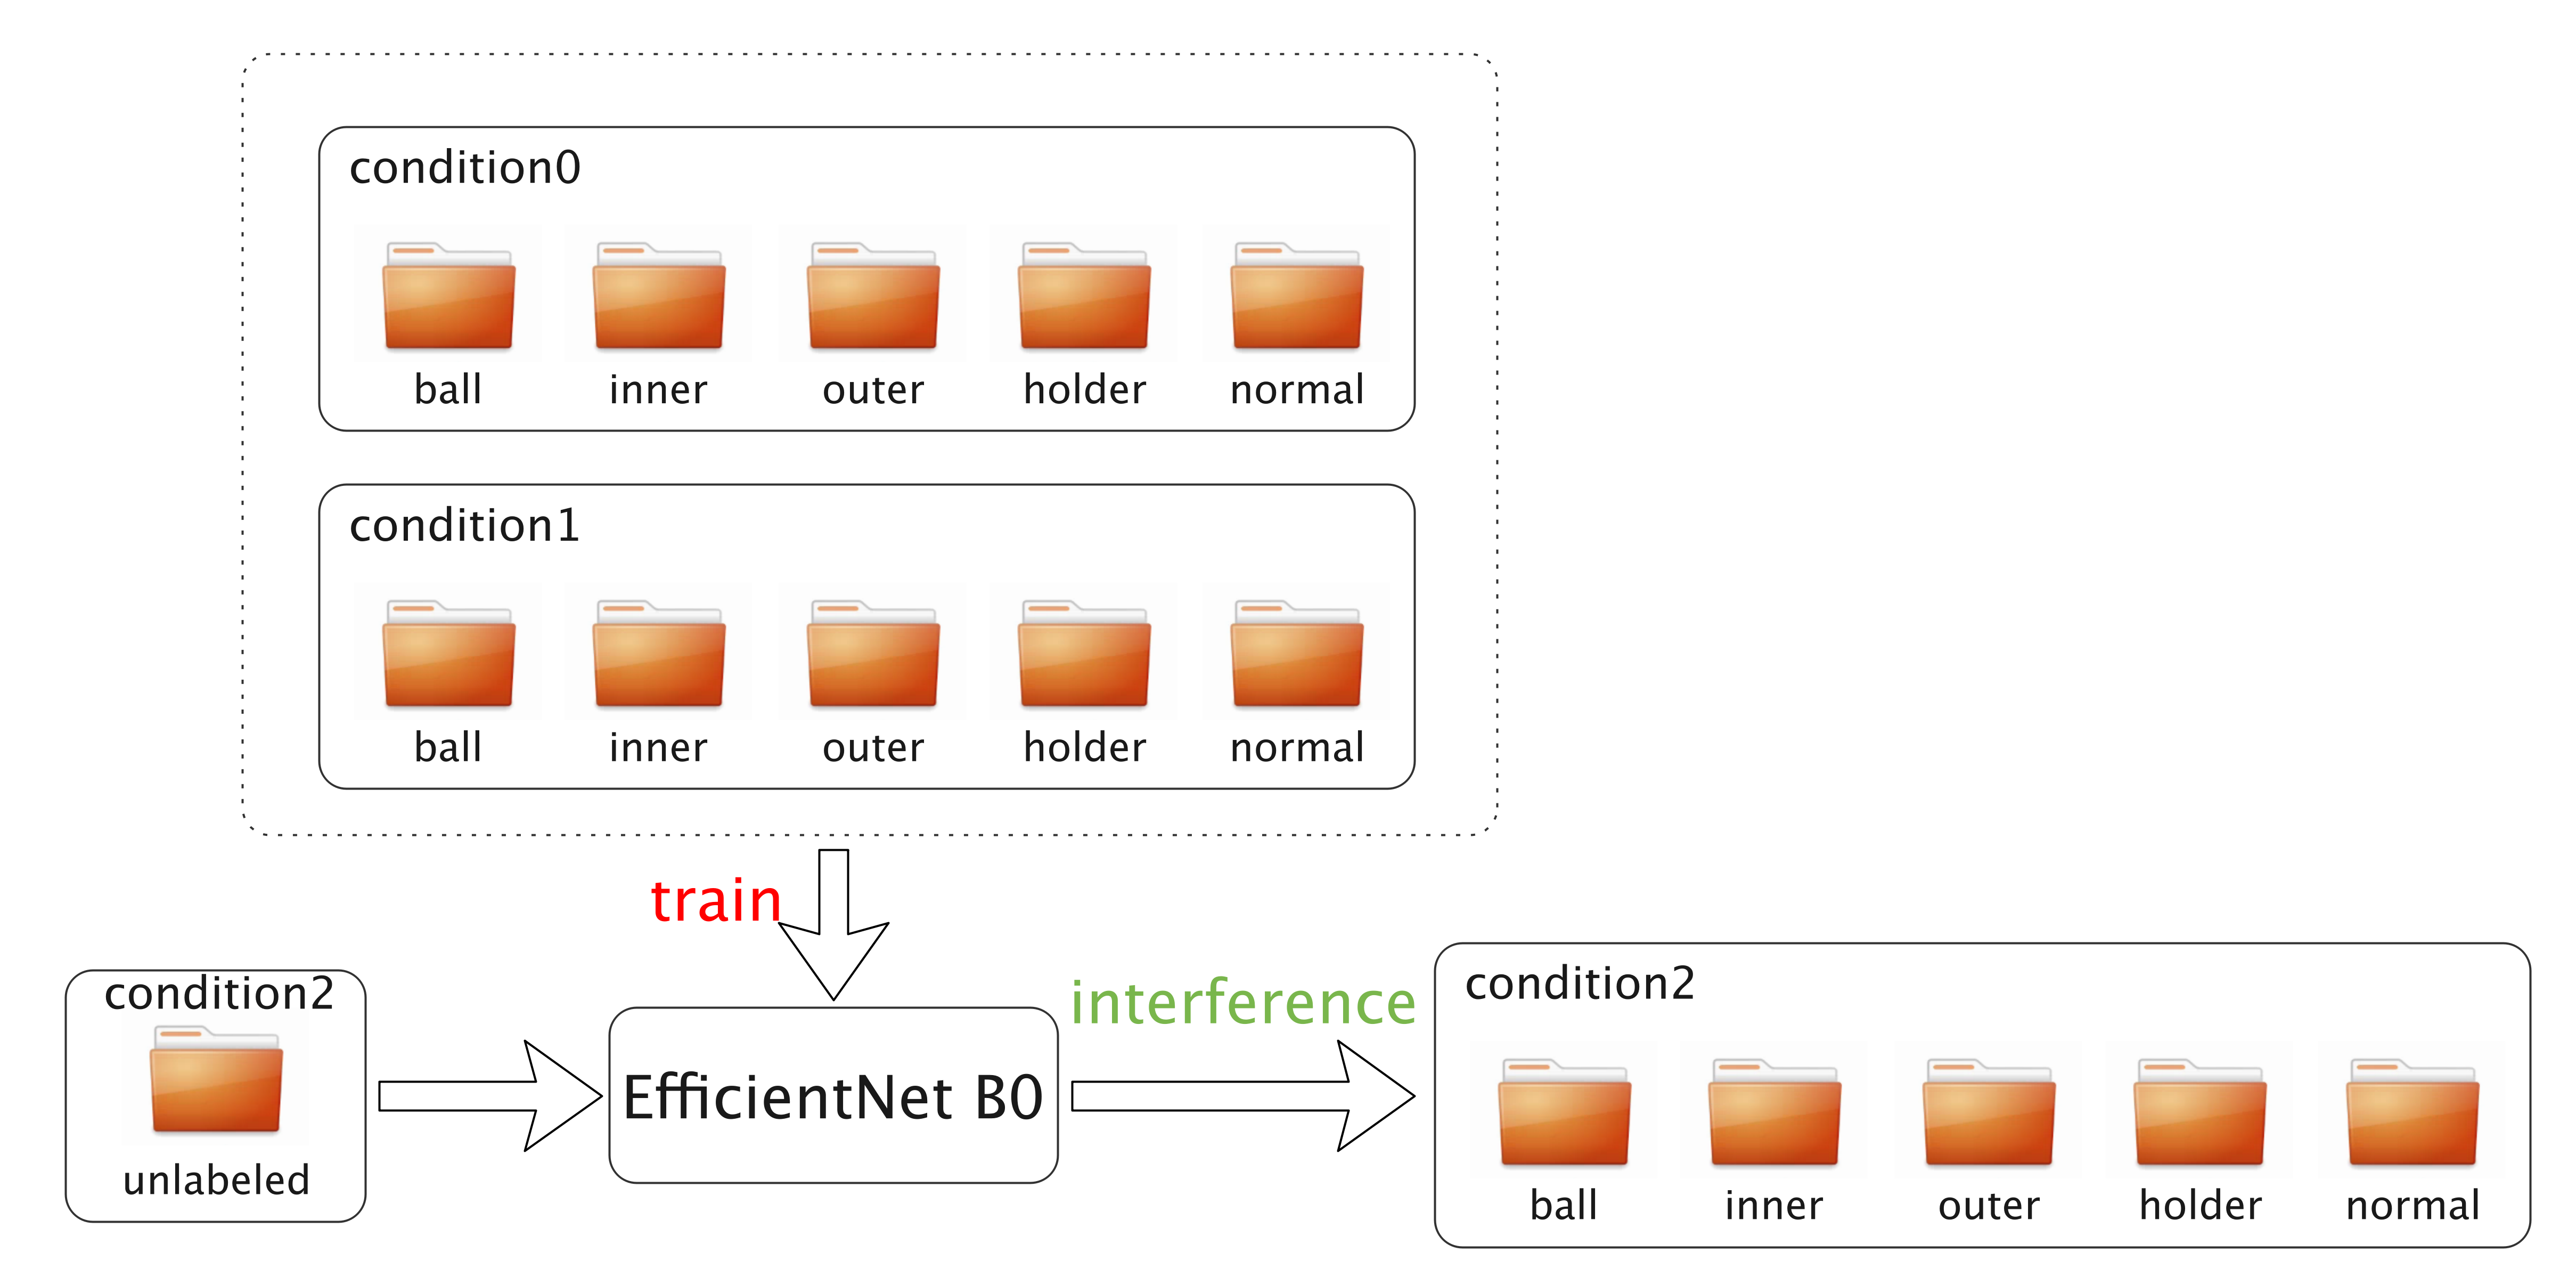 condition0
ball inner outer holder normal
condition1
ball inner outer holder normal
train
condition2
unlabeled
EfficientNet B0
interference
condition2
ball inner outer holder normal